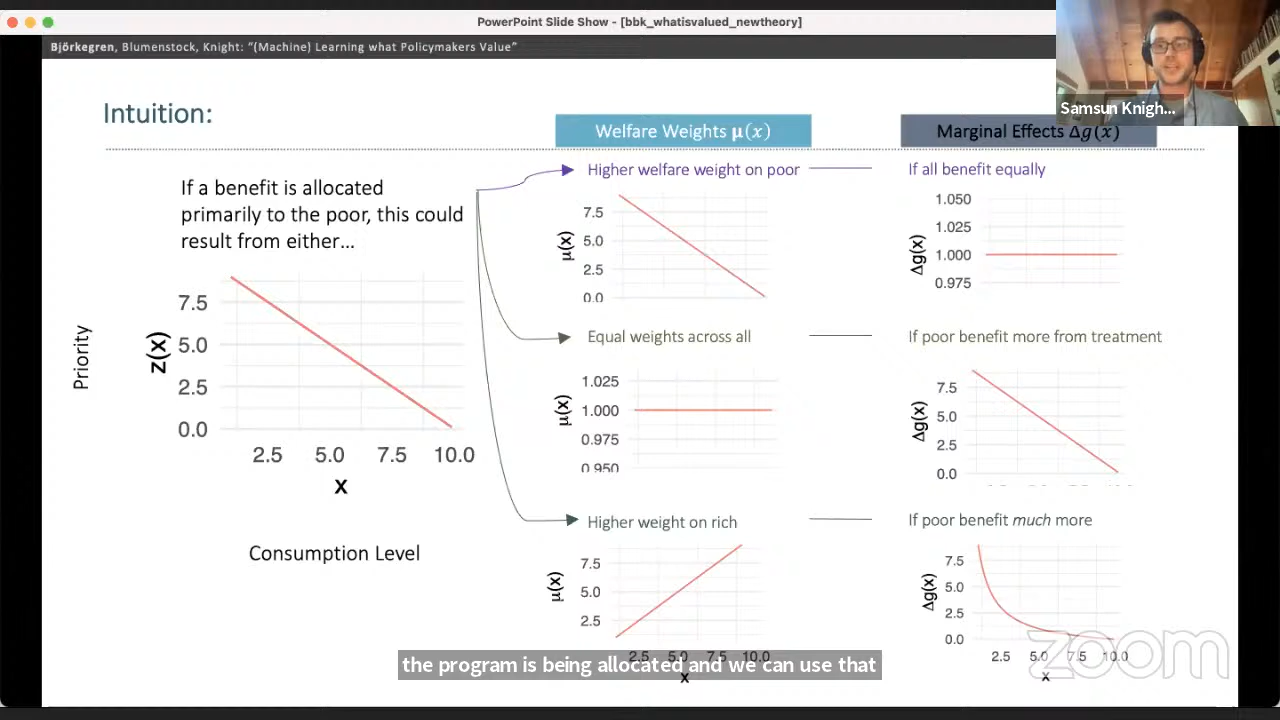 PowerPoint Slide Show - [bbk_whatisvalued_newtheory]
Björkegren, Blumenstock, Knight: "(Machine) Learning what Policymakers Value"
Samsun Knigh...
Intuition:
If a benefit is allocated
primarily to the poor, this could
result from either...
Priority
z(x)
7.5
5.0
2.5
0.0
2.5 5.0 7.5 10.0
x
Consumption Level
Welfare Weights μ(x)
Marginal Effects Δg(x)
Higher welfare weight on poor
If all benefit equally
μ(x)
7.5
5.0
2.5
0.0
Δg(x)
1.050
1.025
1.000
0.975
Equal weights across all
If poor benefit more from treatment
μ(x)
1.025
1.000
0.975
0.950
Δg(x)
7.5
5.0
2.5
0.0
Higher weight on rich
If poor benefit much more
μ(x)
7.5
5.0
2.5
2.5 5.0 7.5 10.0
x
Δg(x)
7.5
5.0
2.5
0.0
2.5 5.0 7.5 10.0
x
the program is being allocated and we can use that
zoom